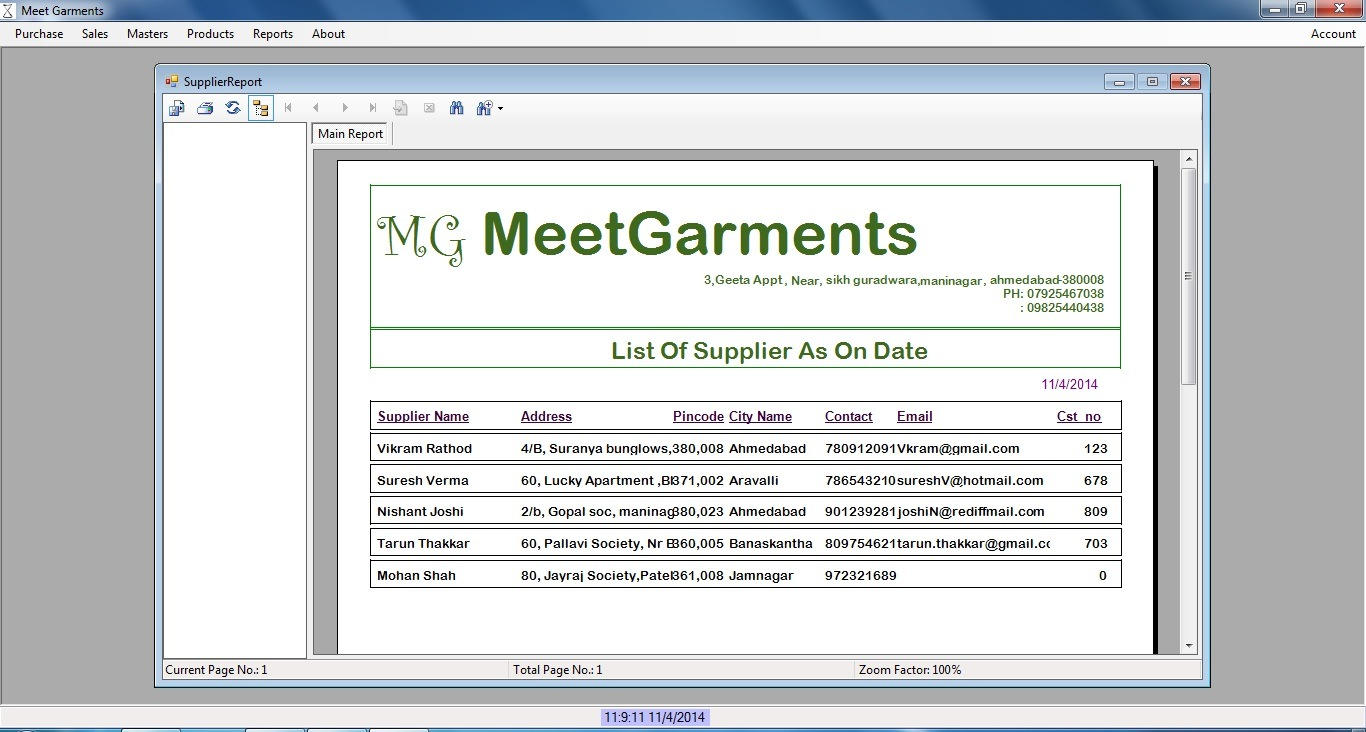 Meet Garments
Purchase Sales Masters Products Reports About Account
SupplierReport
Main Report
MG MeetGarments
3,Geeta Appt , Near, sikh guradwara,maninagar, ahmedabad-380008
PH: 07925467038
: 09825440438
List Of Supplier As On Date
11/4/2014
Supplier Name Address Pincode City Name Contact Email Cst_no
Vikram Rathod 4/B, Suranya bunglows, 380,008 Ahmedabad 780912091 Vkram@gmail.com 123
Suresh Verma 60, Lucky Apartment ,Bl 371,002 Aravalli 786543210 sureshV@hotmail.com 678
Nishant Joshi 2/b, Gopal soc, maninag 380,023 Ahmedabad 901239281 joshiN@rediffmail.com 809
Tarun Thakkar 60, Pallavi Society, Nr B 360,005 Banaskantha 809754621 tarun.thakkar@gmail.cc 703
Mohan Shah 80, Jayraj Society,Patel 361,008 Jamnagar 972321689 0
Current Page No.: 1 Total Page No.: 1 Zoom Factor: 100%
11:9:11 11/4/2014